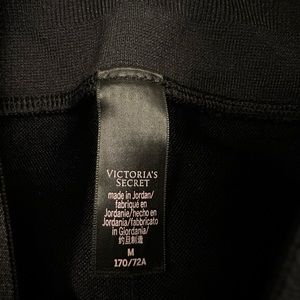 VICTORIA'S
SECRET
made in Jordan/
fabriqué en
Jordanie/hecho en
Jordania/fabbricato
in Giordania/
约旦制造
M
170/72A